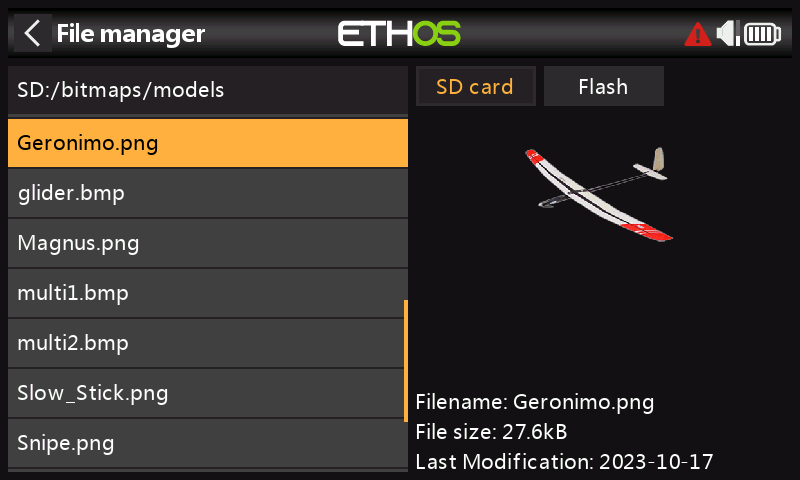 File manager
ETHOS
SD:/bitmaps/models
SD card
Flash
Geronimo.png
glider.bmp
Magnus.png
multi1.bmp
multi2.bmp
Slow_Stick.png
Snipe.png
Filename: Geronimo.png
File size: 27.6kB
Last Modification: 2023-10-17